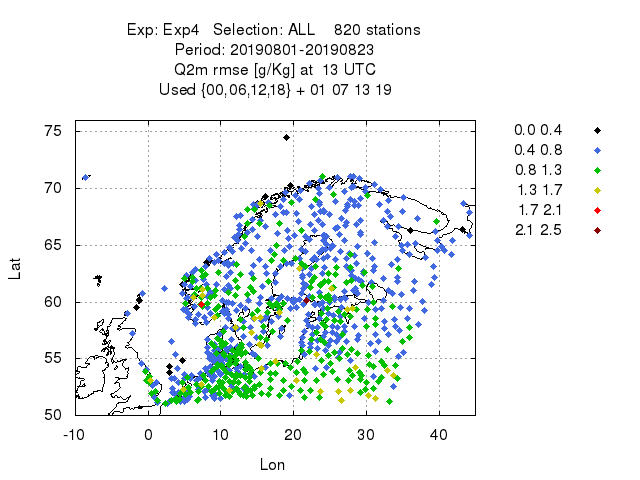 Exp: Exp4 Selection: ALL 820 stations
Period: 20190801-20190823
Q2m rmse [g/Kg] at 13 UTC
Used {00,06,12,18} + 01 07 13 19
0.0 0.4
0.4 0.8
0.8 1.3
1.3 1.7
1.7 2.1
2.1 2.5
75
70
65
60
55
50
Lat
-10 0 10 20 30 40
Lon